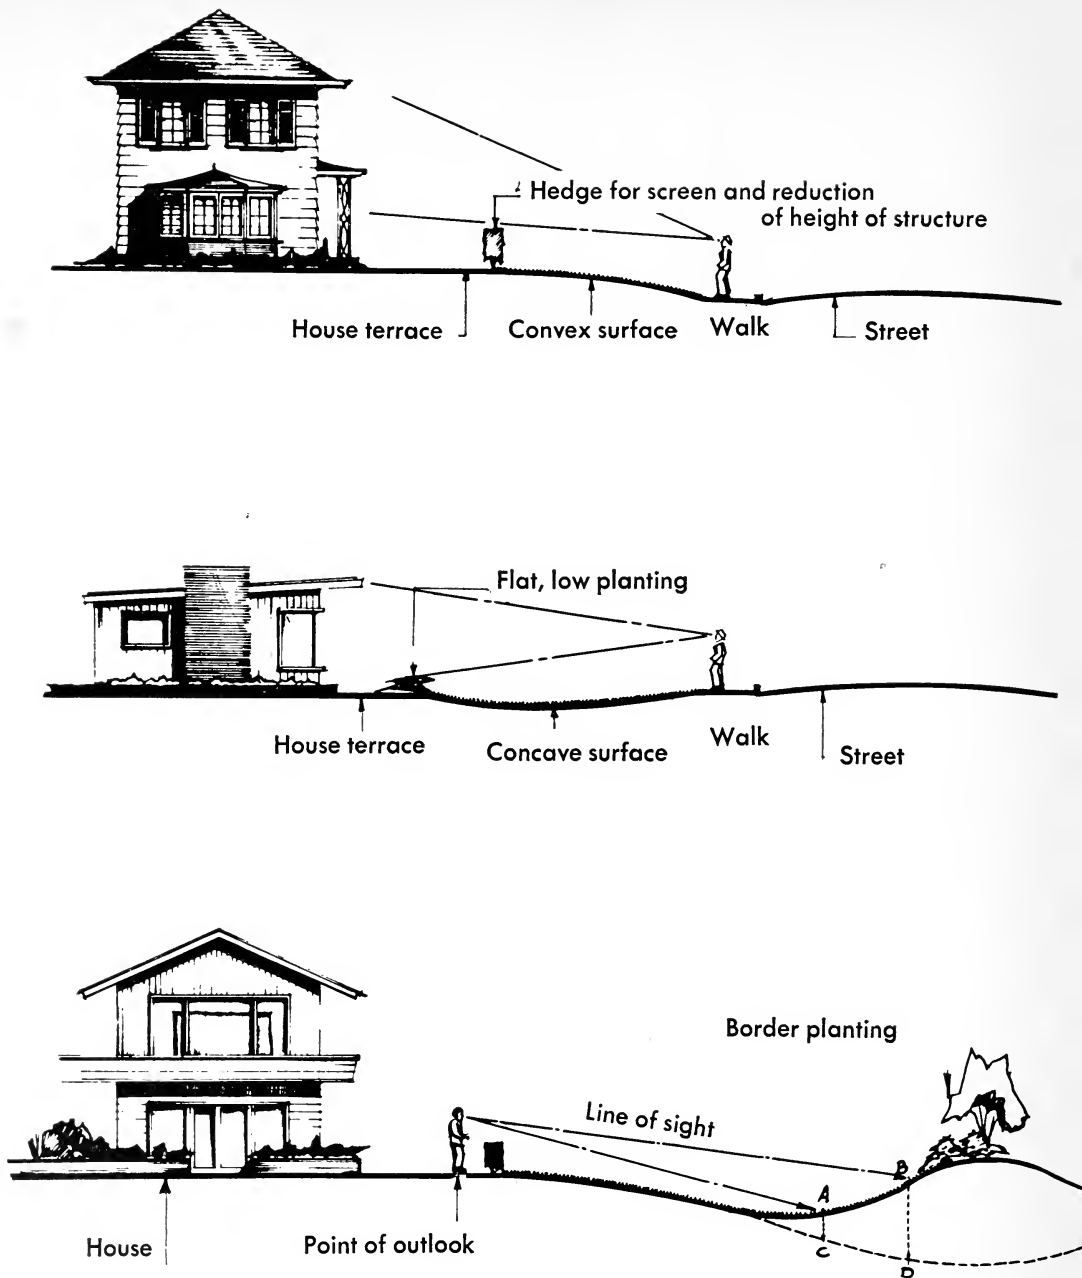 Hedge for screen and reduction
of height of structure
House terrace
Convex surface
Walk
Street
Flat, low planting
House terrace
Concave surface
Walk
Street
Border planting
Line of sight
A
B
House
Point of outlook
C
D